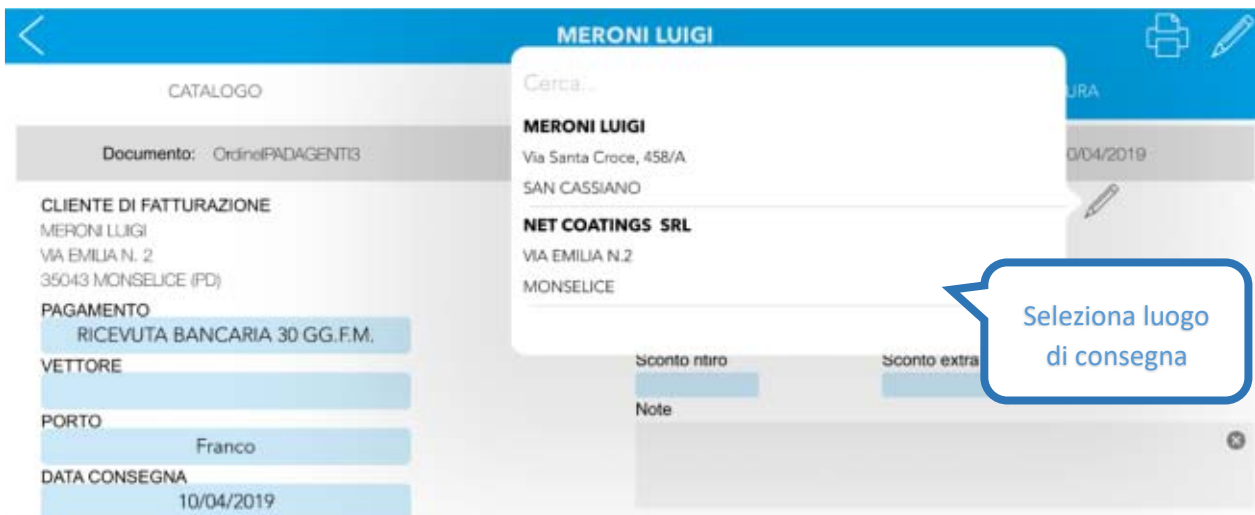 MERONI LUIGI
CATALOGO
Cerca...
URA
MERONI LUIGI
Via Santa Croce, 458/A
SAN CASSIANO
NET COATINGS SRL
VIA EMILIA N.2
MONSELICE
Documento: OrdineIPADAGENTI3
0/04/2019
CLIENTE DI FATTURAZIONE
MERONI LUIGI
VIA EMILIA N. 2
35043 MONSELICE (PD)
PAGAMENTO
RICEVUTA BANCARIA 30 GG.F.M.
VETTORE
PORTO
Franco
DATA CONSEGNA
10/04/2019
Seleziona luogo
di consegna
Sconto ritiro
Sconto extra
Note